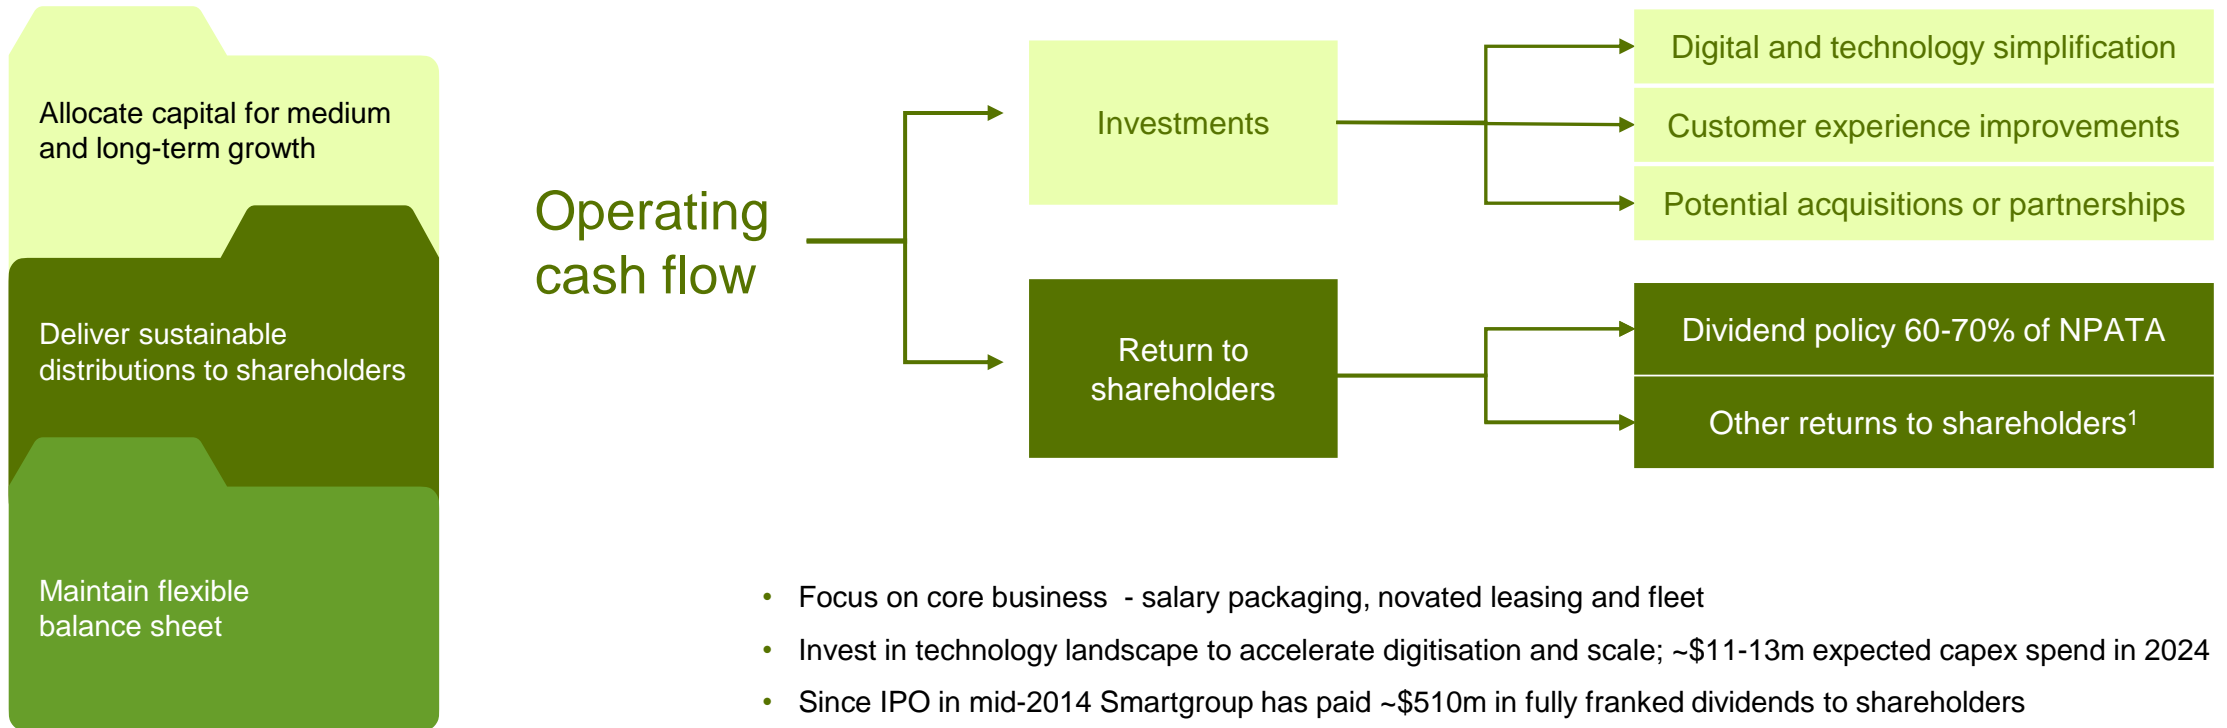 Allocate capital for medium
and long-term growth
Deliver sustainable
distributions to shareholders
Maintain flexible
balance sheet
Operating
cash flow
Investments
Return to
shareholders
Digital and technology simplification
Customer experience improvements
Potential acquisitions or partnerships
Dividend policy 60-70% of NPATA
Other returns to shareholders¹
• Focus on core business  - salary packaging, novated leasing and fleet
• Invest in technology landscape to accelerate digitisation and scale; ~$11-13m expected capex spend in 2024
• Since IPO in mid-2014 Smartgroup has paid ~$510m in fully franked dividends to shareholders